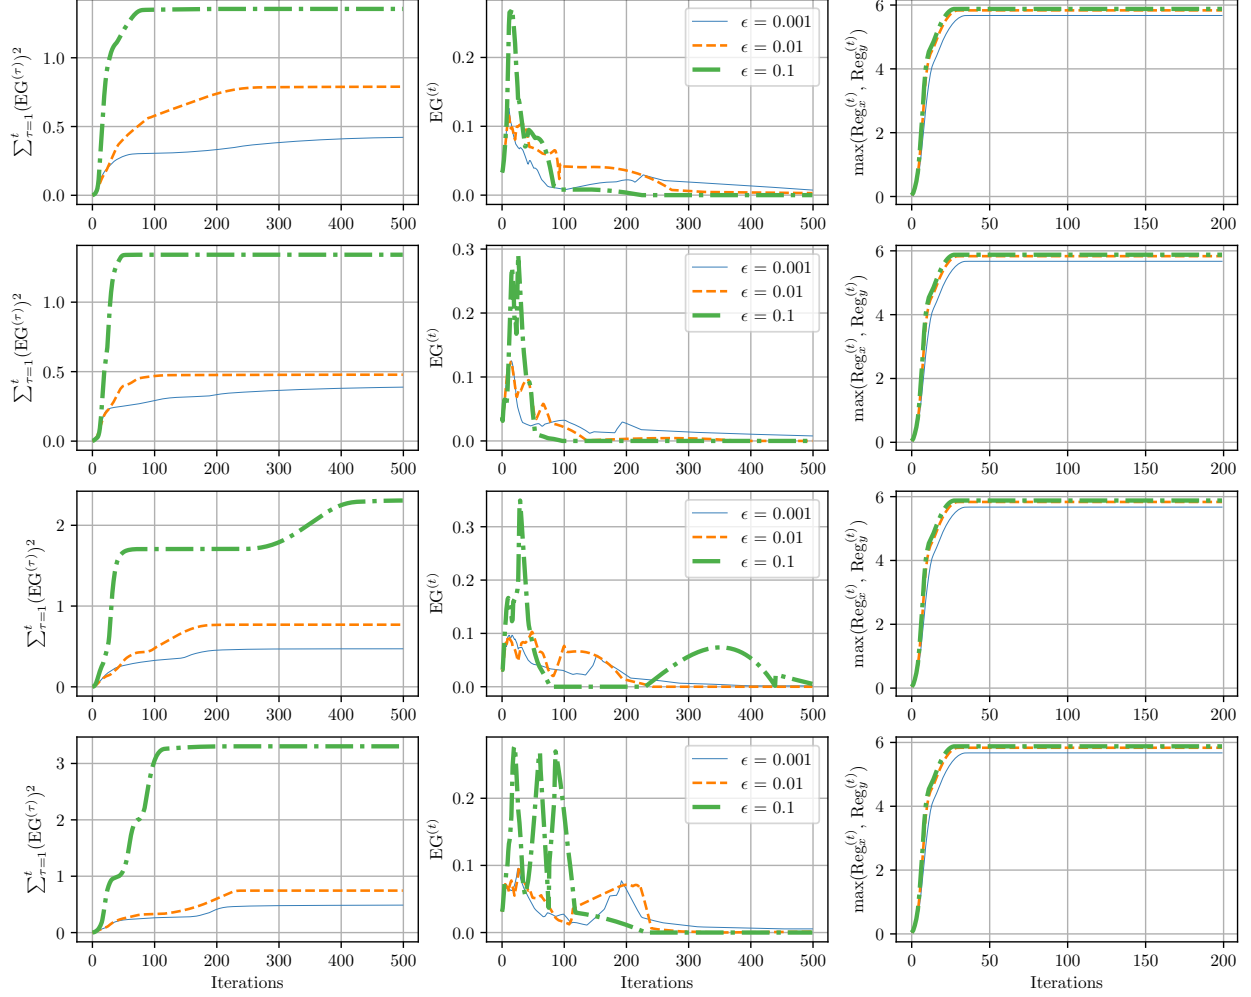 ∑ᵗ_{τ=1}(EG^{(τ)})²
1.0
0.5
0.0
0 100 200 300 400 500
EG^{(t)}
0.2
0.1
0.0
0 100 200 300 400 500
ϵ = 0.001
ϵ = 0.01
ϵ = 0.1
max(Reg_x^{(t)}, Reg_y^{(t)})
6
4
2
0
0 50 100 150 200
∑ᵗ_{τ=1}(EG^{(τ)})²
1.0
0.5
0.0
0 100 200 300 400 500
EG^{(t)}
0.3
0.2
0.1
0.0
0 100 200 300 400 500
ϵ = 0.001
ϵ = 0.01
ϵ = 0.1
max(Reg_x^{(t)}, Reg_y^{(t)})
6
4
2
0
0 50 100 150 200
∑ᵗ_{τ=1}(EG^{(τ)})²
2
1
0
0 100 200 300 400 500
EG^{(t)}
0.3
0.2
0.1
0.0
0 100 200 300 400 500
ϵ = 0.001
ϵ = 0.01
ϵ = 0.1
max(Reg_x^{(t)}, Reg_y^{(t)})
6
4
2
0
0 50 100 150 200
∑ᵗ_{τ=1}(EG^{(τ)})²
3
2
1
0
0 100 200 300 400 500
Iterations
EG^{(t)}
0.2
0.1
0.0
0 100 200 300 400 500
Iterations
ϵ = 0.001
ϵ = 0.01
ϵ = 0.1
max(Reg_x^{(t)}, Reg_y^{(t)})
6
4
2
0
0 50 100 150 200
Iterations